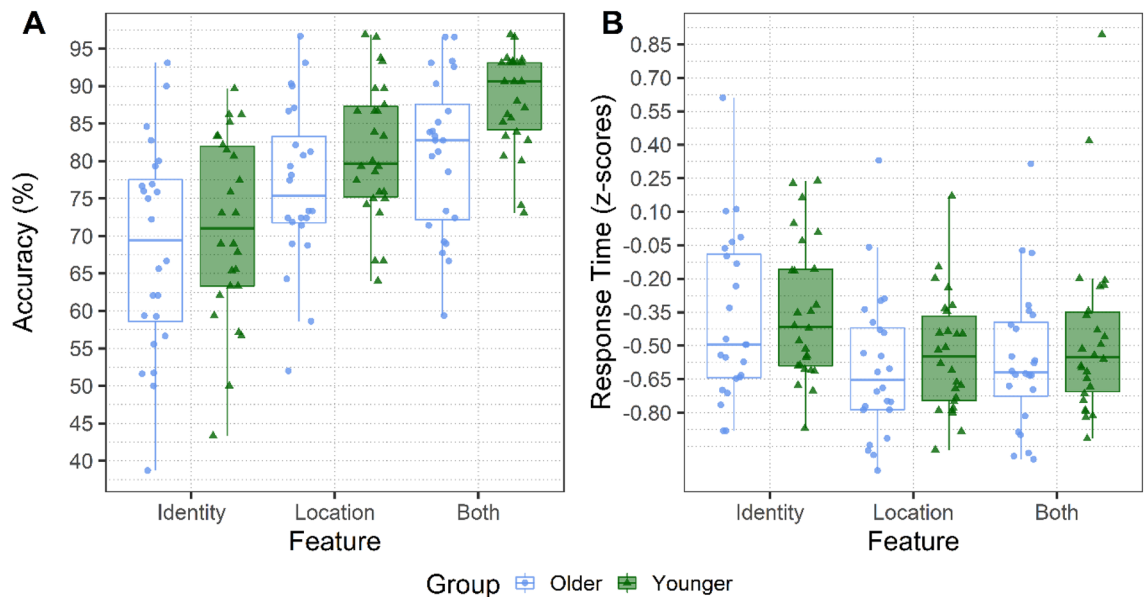 A
Accuracy (%)
95
90
85
80
75
70
65
60
55
50
45
40
Identity
Location
Both
Feature
B
Response Time (z-scores)
0.85
0.70
0.55
0.40
0.25
0.10
-0.05
-0.20
-0.35
-0.50
-0.65
-0.80
Identity
Location
Both
Feature
Group Older Younger